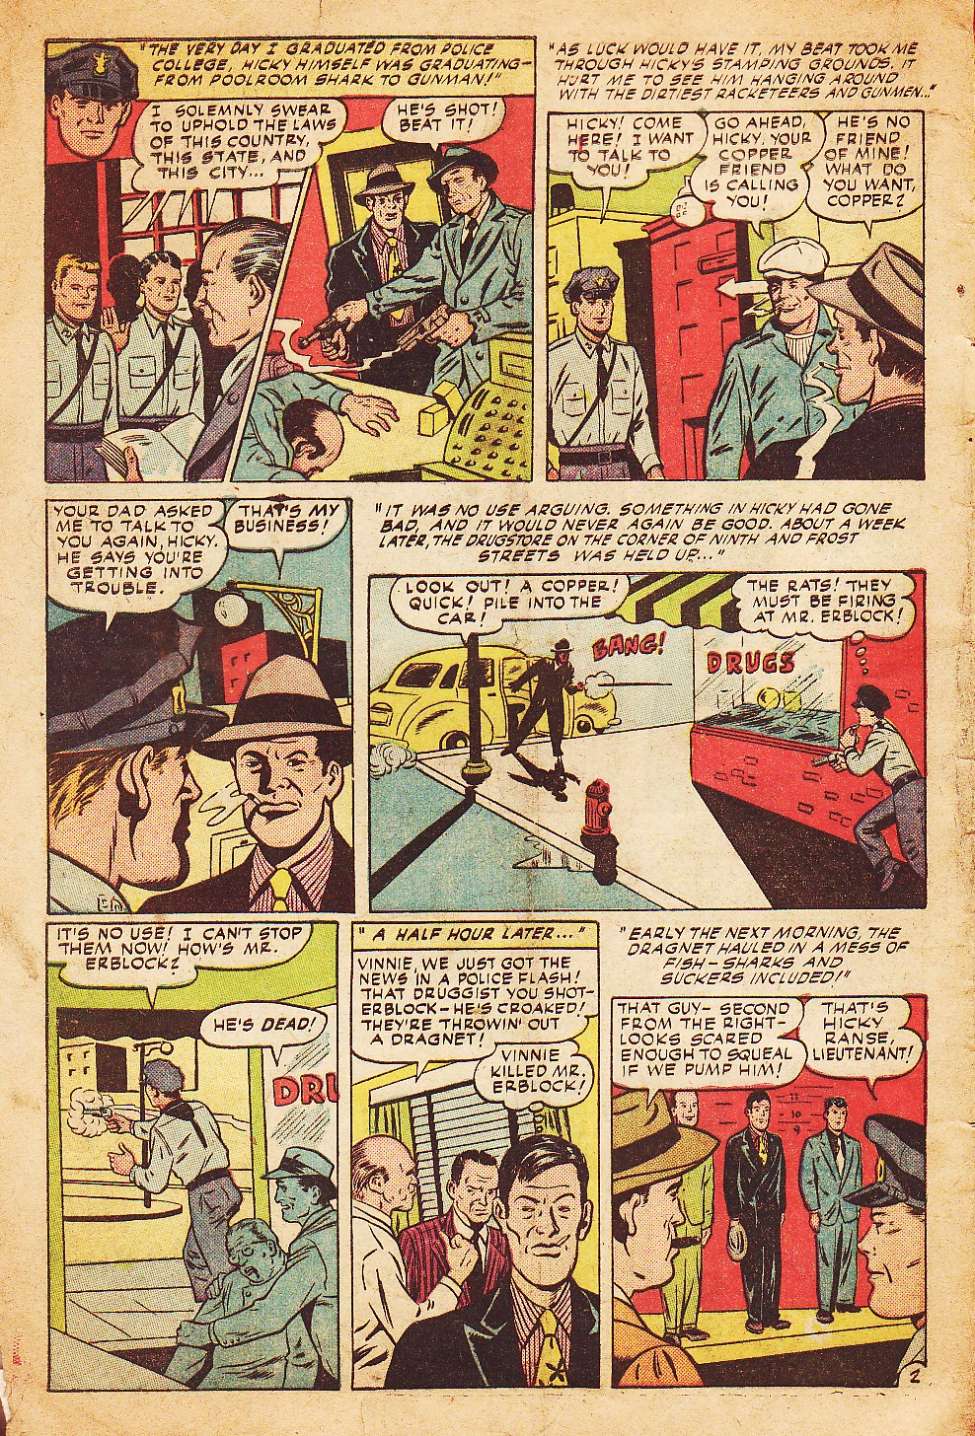 "THE VERY DAY I GRADUATED FROM POLICE
COLLEGE, HICKY HIMSELF WAS GRADUATING-
FROM POOLROOM SHARK TO GUNMAN!"
I SOLEMNLY SWEAR
TO UPHOLD THE LAWS
OF THIS COUNTRY,
THIS STATE, AND
THIS CITY...
HE'S SHOT!
BEAT IT!
"AS LUCK WOULD HAVE IT, MY BEAT TOOK ME
THROUGH HICKY'S STAMPING GROUNDS. IT
HURT ME TO SEE HIM HANGING AROUND
WITH THE DIRTIEST RACKETEERS AND GUNMEN..."
HICKY! COME
HERE! I WANT
TO TALK TO
YOU!
GO AHEAD,
HICKY. YOUR
COPPER
FRIEND
IS CALLING
YOU!
HE'S NO
FRIEND
OF MINE!
WHAT DO
YOU WANT,
COPPER?
YOUR DAD ASKED
ME TO TALK TO
YOU AGAIN, HICKY.
HE SAYS YOU'RE
GETTING INTO
TROUBLE.
THAT'S MY
BUSINESS!
"IT WAS NO USE ARGUING. SOMETHING IN HICKY HAD GONE
BAD, AND IT WOULD NEVER AGAIN BE GOOD. ABOUT A WEEK
LATER, THE DRUGSTORE ON THE CORNER OF NINTH AND FROST
STREETS WAS HELD UP..."
LOOK OUT! A COPPER!
QUICK! PILE INTO THE
CAR!
BANG!
DRUGS
THE RATS! THEY
MUST BE FIRING
AT MR. ERBLOCK!
IT'S NO USE! I CAN'T STOP
THEM NOW! HOW'S MR.
ERBLOCK?
HE'S DEAD!
DRU
"A HALF HOUR LATER..."
VINNIE, WE JUST GOT THE
NEWS IN A POLICE FLASH!
THAT DRUGGIST YOU SHOT-
ERBLOCK-HE'S CROAKED!
THEY'RE THROWIN' OUT
A DRAGNET!
VINNIE
KILLED MR.
ERBLOCK!
"EARLY THE NEXT MORNING, THE
DRAGNET HAULED IN A MESS OF
FISH-SHARKS AND
SUCKERS INCLUDED!"
THAT GUY- SECOND
FROM THE RIGHT-
LOOKS SCARED
ENOUGH TO SQUEAL
IF WE PUMP HIM!
THAT'S
HICKY
RANSE,
LIEUTENANT!
11
10
9
2